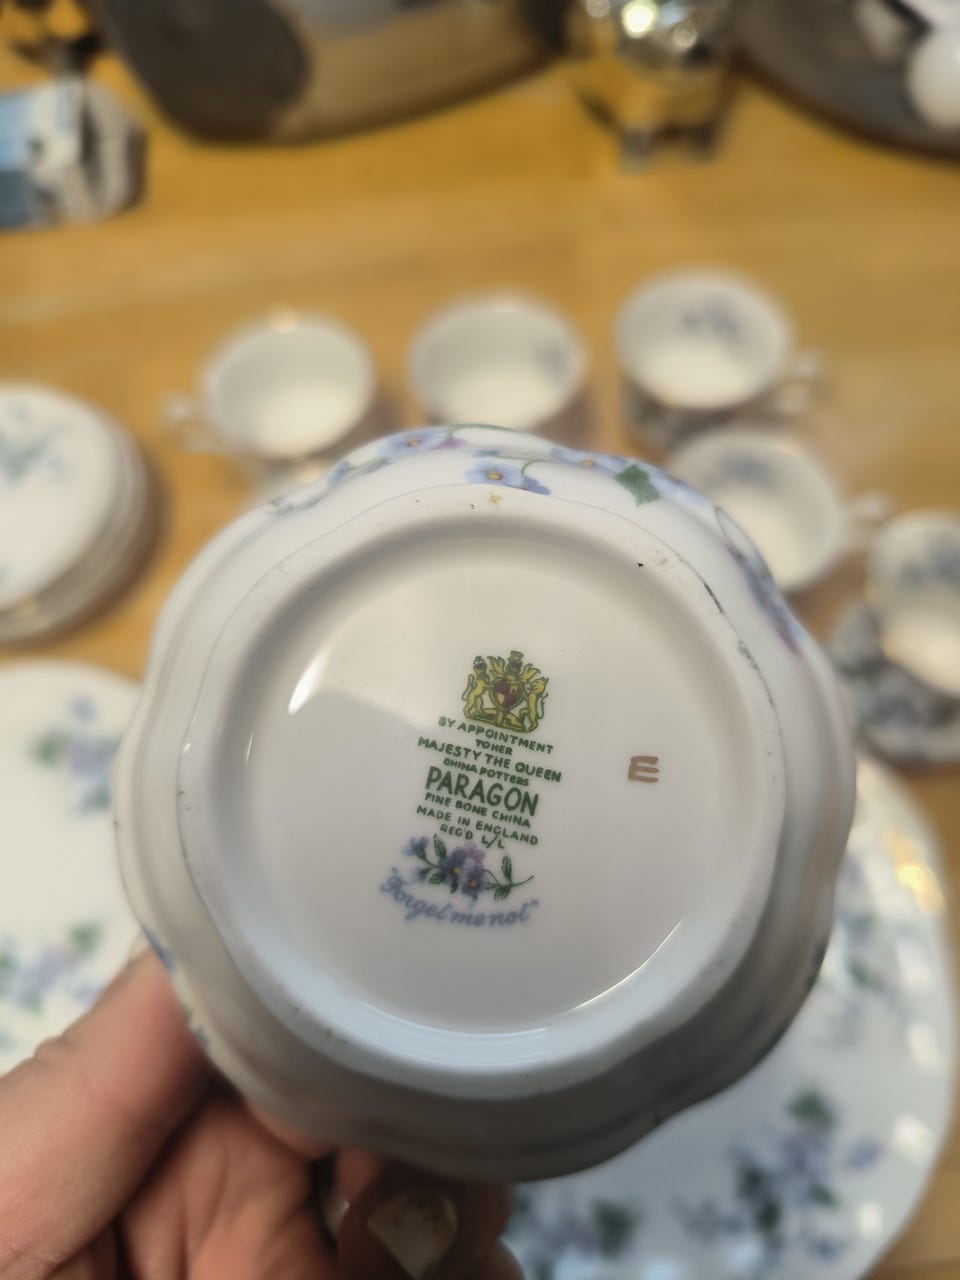 BY APPOINTMENT
TO HER
MAJESTY THE QUEEN
CHINA POTTERS
PARAGON
FINE BONE CHINA
MADE IN ENGLAND
REG'D L/L
"Forget me not"
E